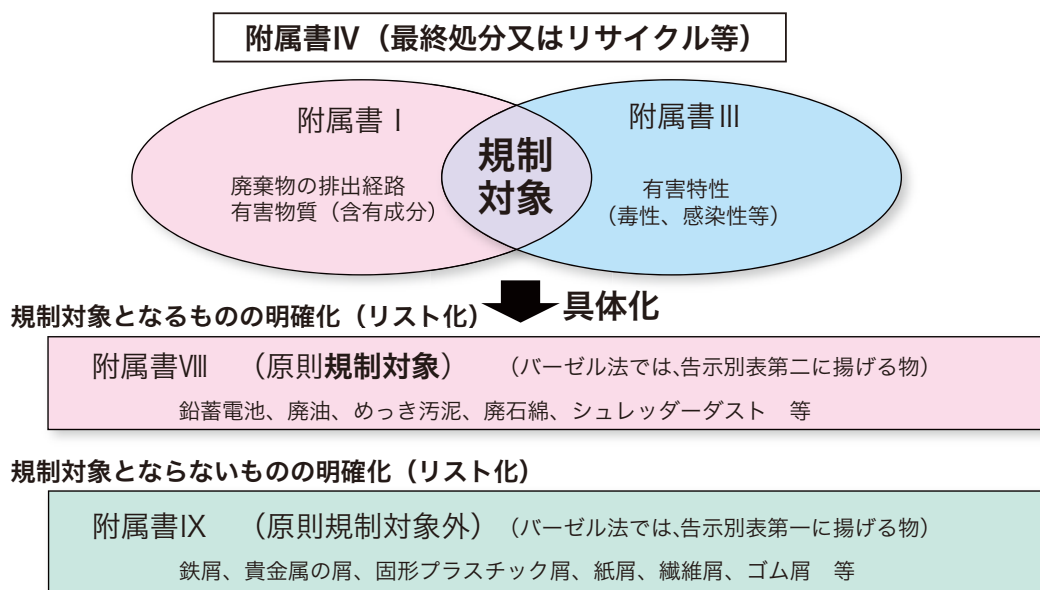 附属書Ⅳ（最終処分又はリサイクル等）
附属書Ⅰ
附属書Ⅲ
規制
対象
廃棄物の排出経路
有害物質（含有成分）
有害特性
（毒性、感染性等）
具体化
規制対象となるものの明確化（リスト化）
附属書Ⅷ　（原則規制対象）　（バーゼル法では、告示別表第二に揚げる物）
鉛蓄電池、廃油、めっき汚泥、廃石綿、シュレッダーダスト　等
規制対象とならないものの明確化（リスト化）
附属書Ⅸ　（原則規制対象外）（バーゼル法では、告示別表第一に揚げる物）
鉄屑、貴金属の屑、固形プラスチック屑、紙屑、繊維屑、ゴム屑　等